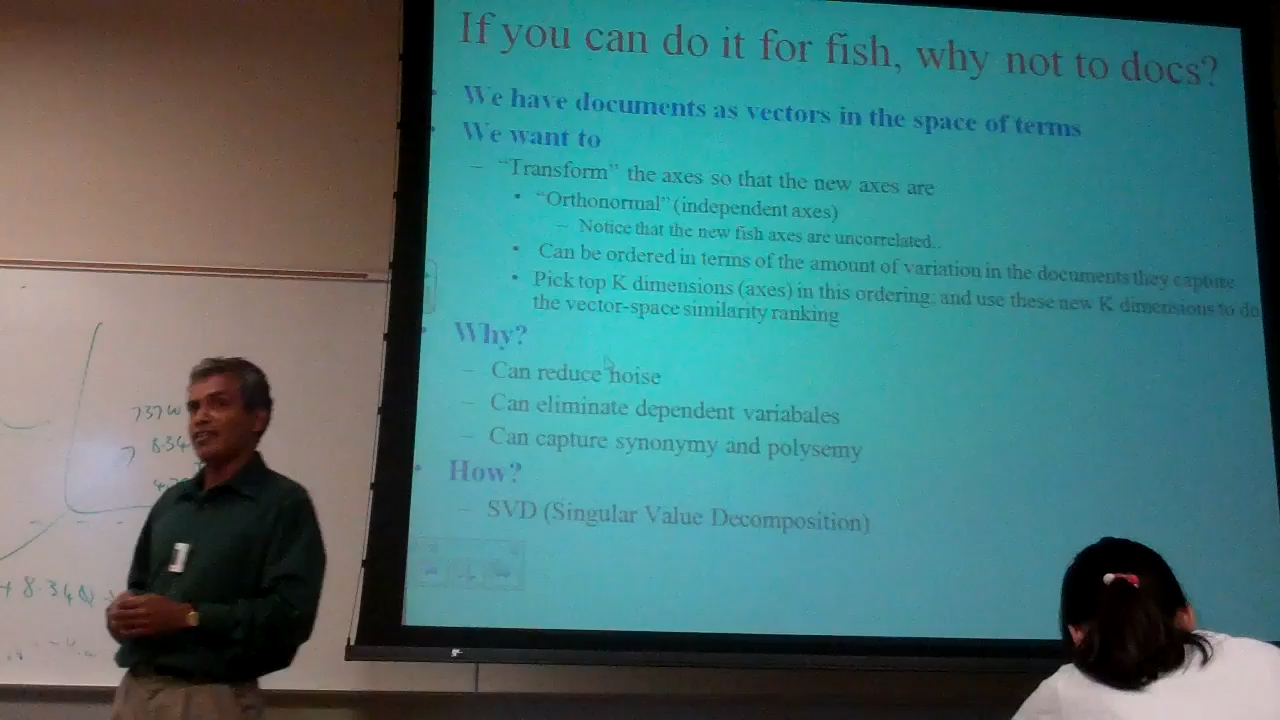 If you can do it for fish, why not to docs?
• We have documents as vectors in the space of terms
• We want to
– “Transform” the axes so that the new axes are
• “Orthonormal” (independent axes)
– Notice that the new fish axes are uncorrelated..
• Can be ordered in terms of the amount of variation in the documents they capture
• Pick top K dimensions (axes) in this ordering; and use these new K dimensions to do
the vector-space similarity ranking
• Why?
– Can reduce noise
– Can eliminate dependent variabales
– Can capture synonymy and polysemy
• How?
– SVD (Singular Value Decomposition)
737
8.34
+ 8.34